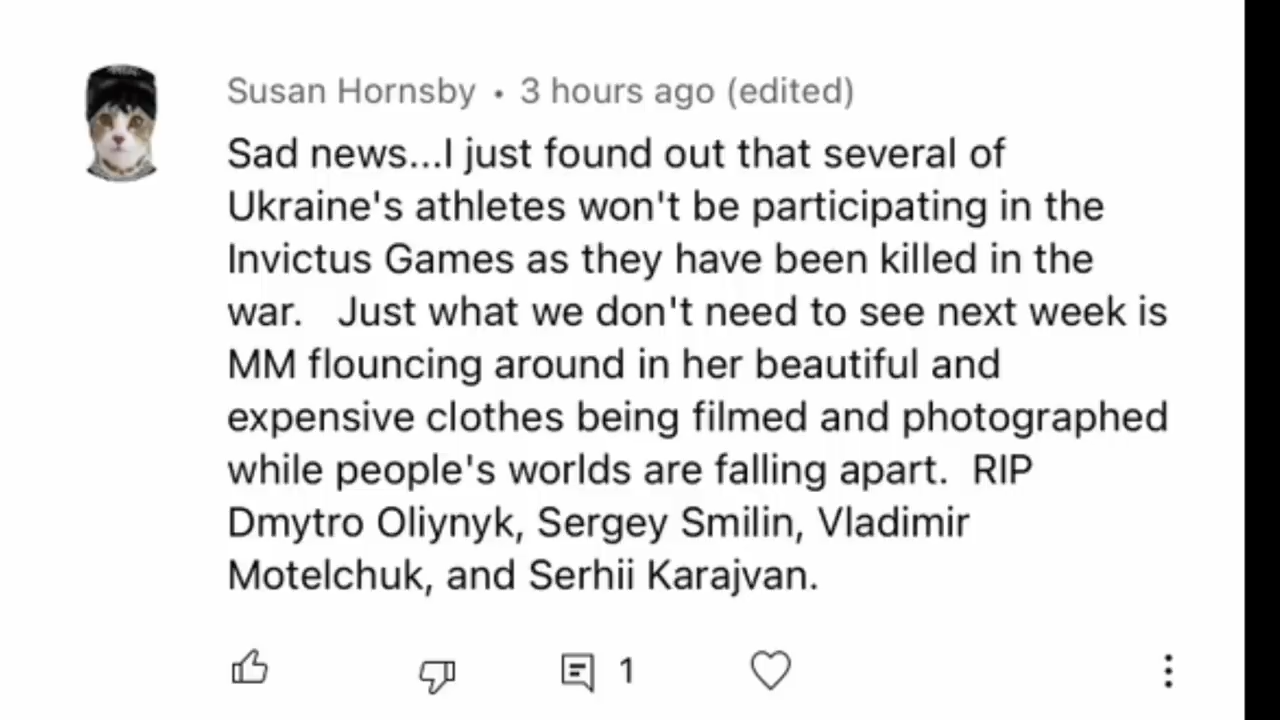 Susan Hornsby • 3 hours ago (edited)
Sad news...I just found out that several of
Ukraine's athletes won't be participating in the
Invictus Games as they have been killed in the
war.   Just what we don't need to see next week is
MM flouncing around in her beautiful and
expensive clothes being filmed and photographed
while people's worlds are falling apart.  RIP
Dmytro Oliynyk, Sergey Smilin, Vladimir
Motelchuk, and Serhii Karajvan.
1